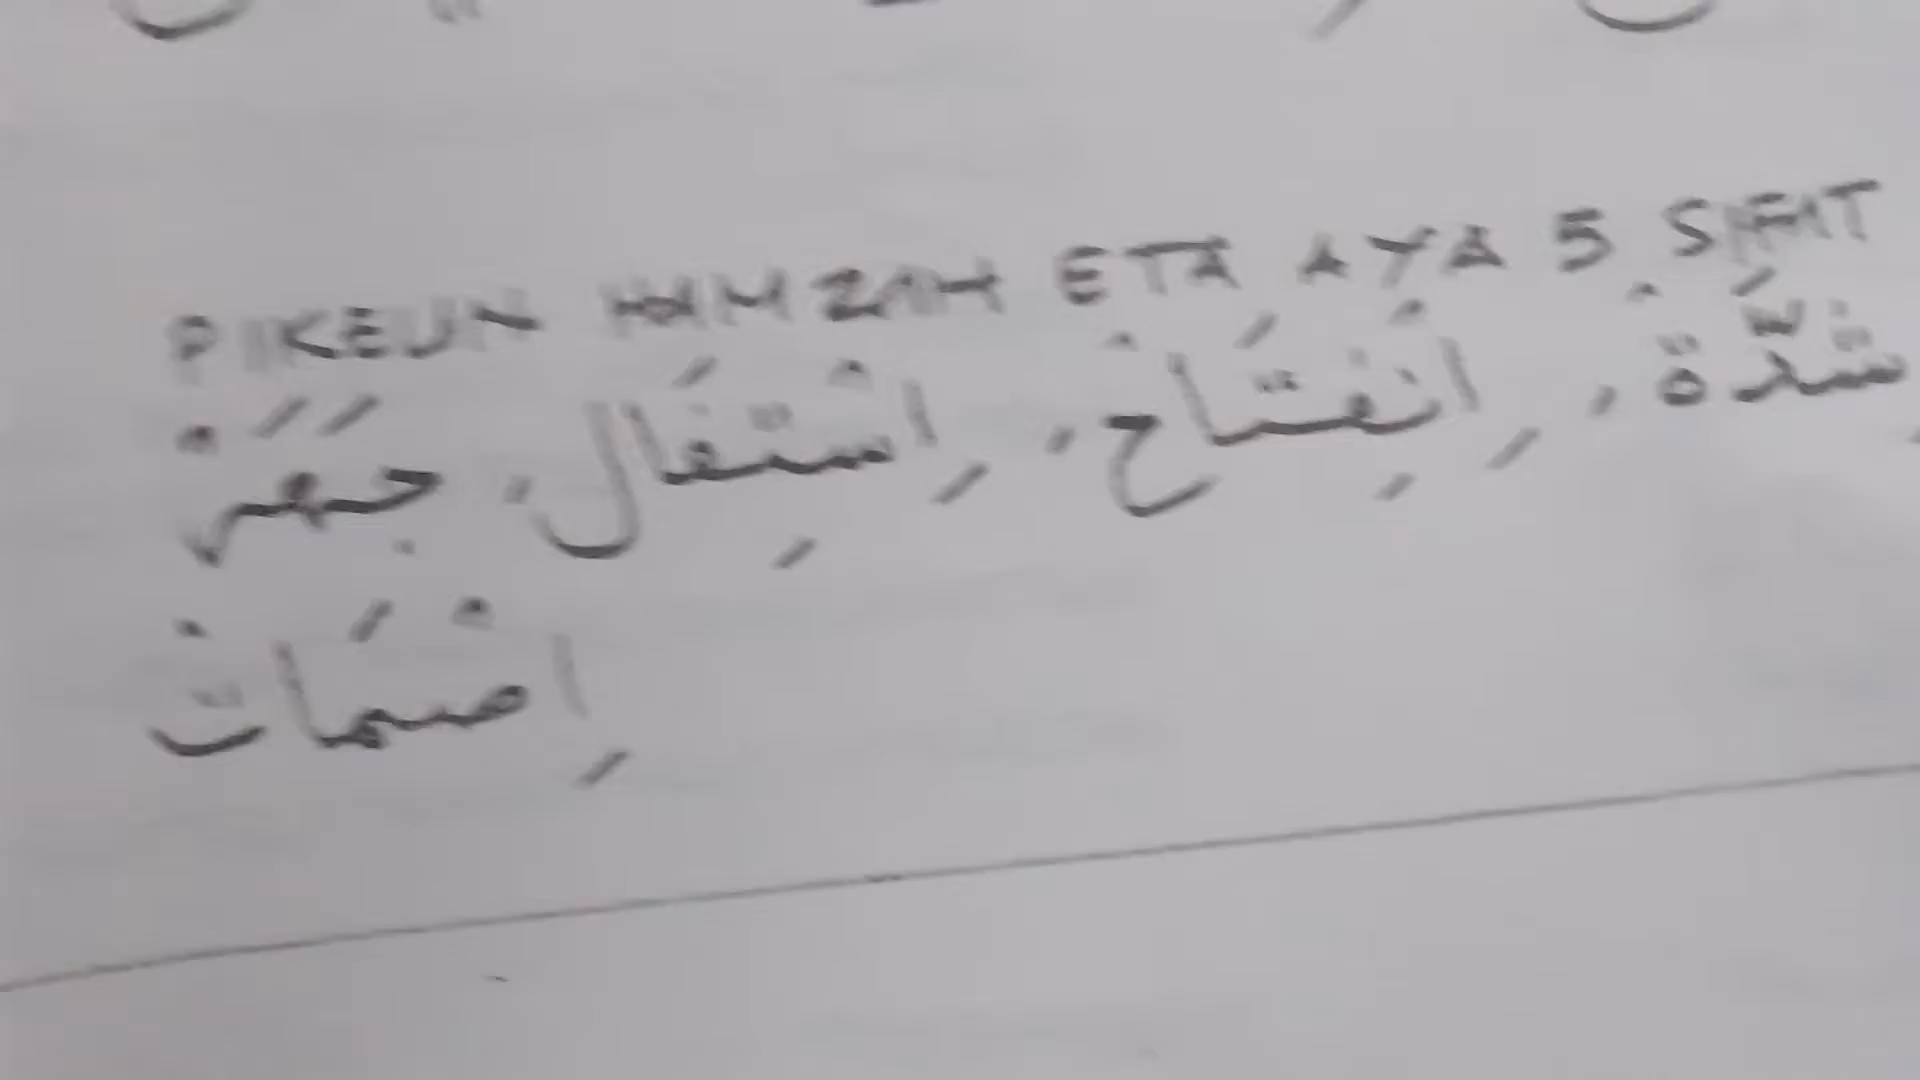 PIKEUN HAMZAH ETA AYA 5 SIFAT
شِدَّةْ، اِنْفِتَاحْ، اِسْتِفَالْ، جَهَرْ
اِصْمَاتْ